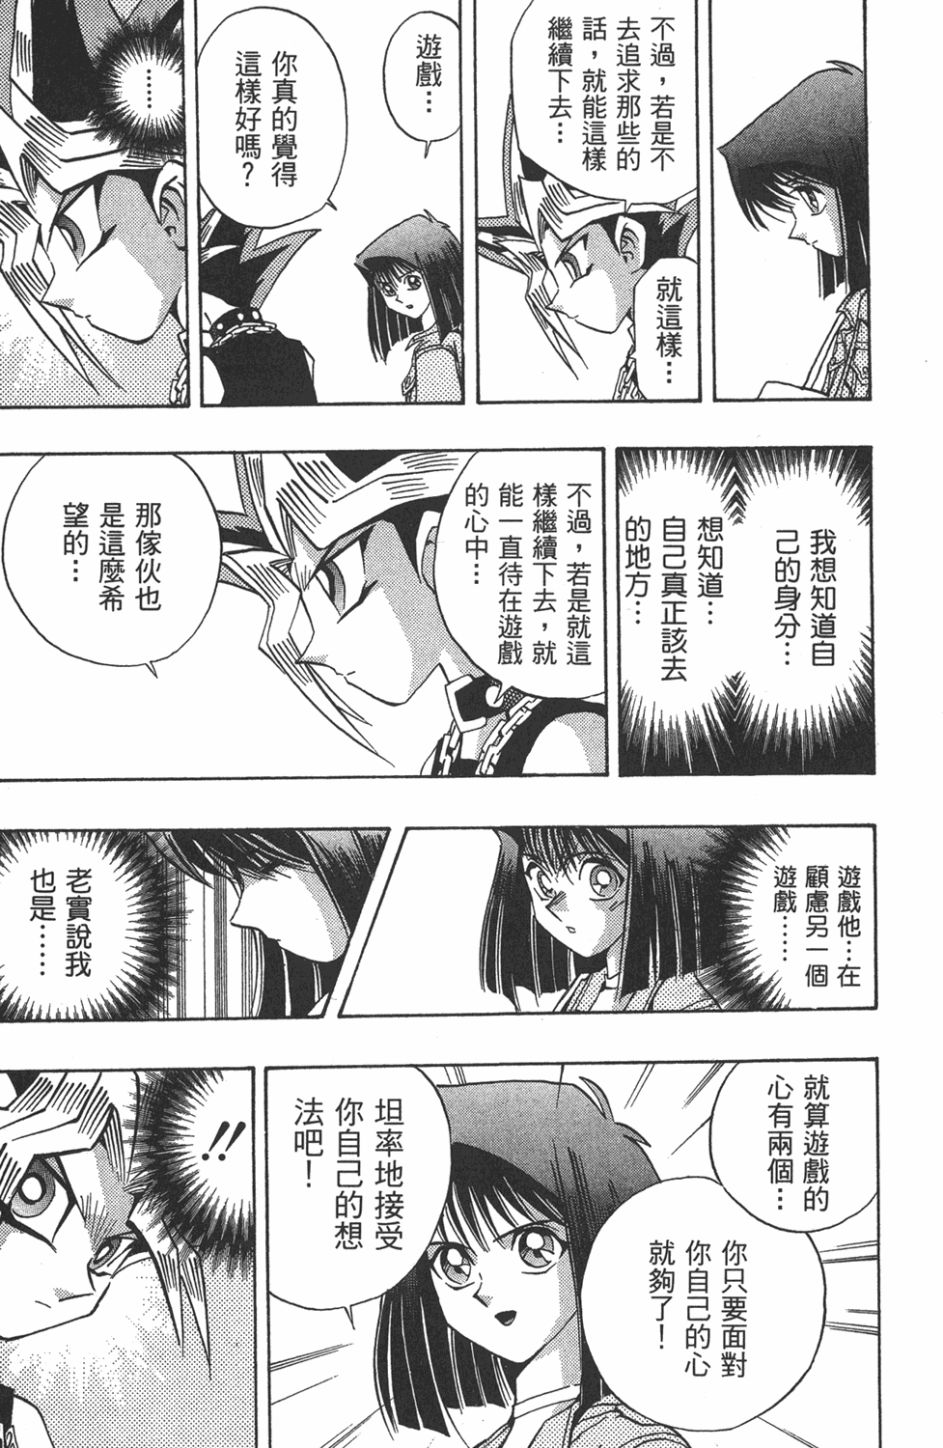 不過，若是不
去追求那些的
話，就能這樣
繼續下去…
就這樣…
遊戲…
你真的覺得
這樣好嗎？
……
我想知道自
己的身分…
想知道…
自己真正該去
的地方…
不過，若是就這
樣繼續下去，就
能一直待在遊戲
的心中…
那傢伙也
是這麼希
望的…
遊戲他…在
顧慮另一個
遊戲……
老實說我
也是……
就算遊戲的
心有兩個…
你只要面對
你自己的心
就夠了！
坦率地接受
你自己的想
法吧！
!!